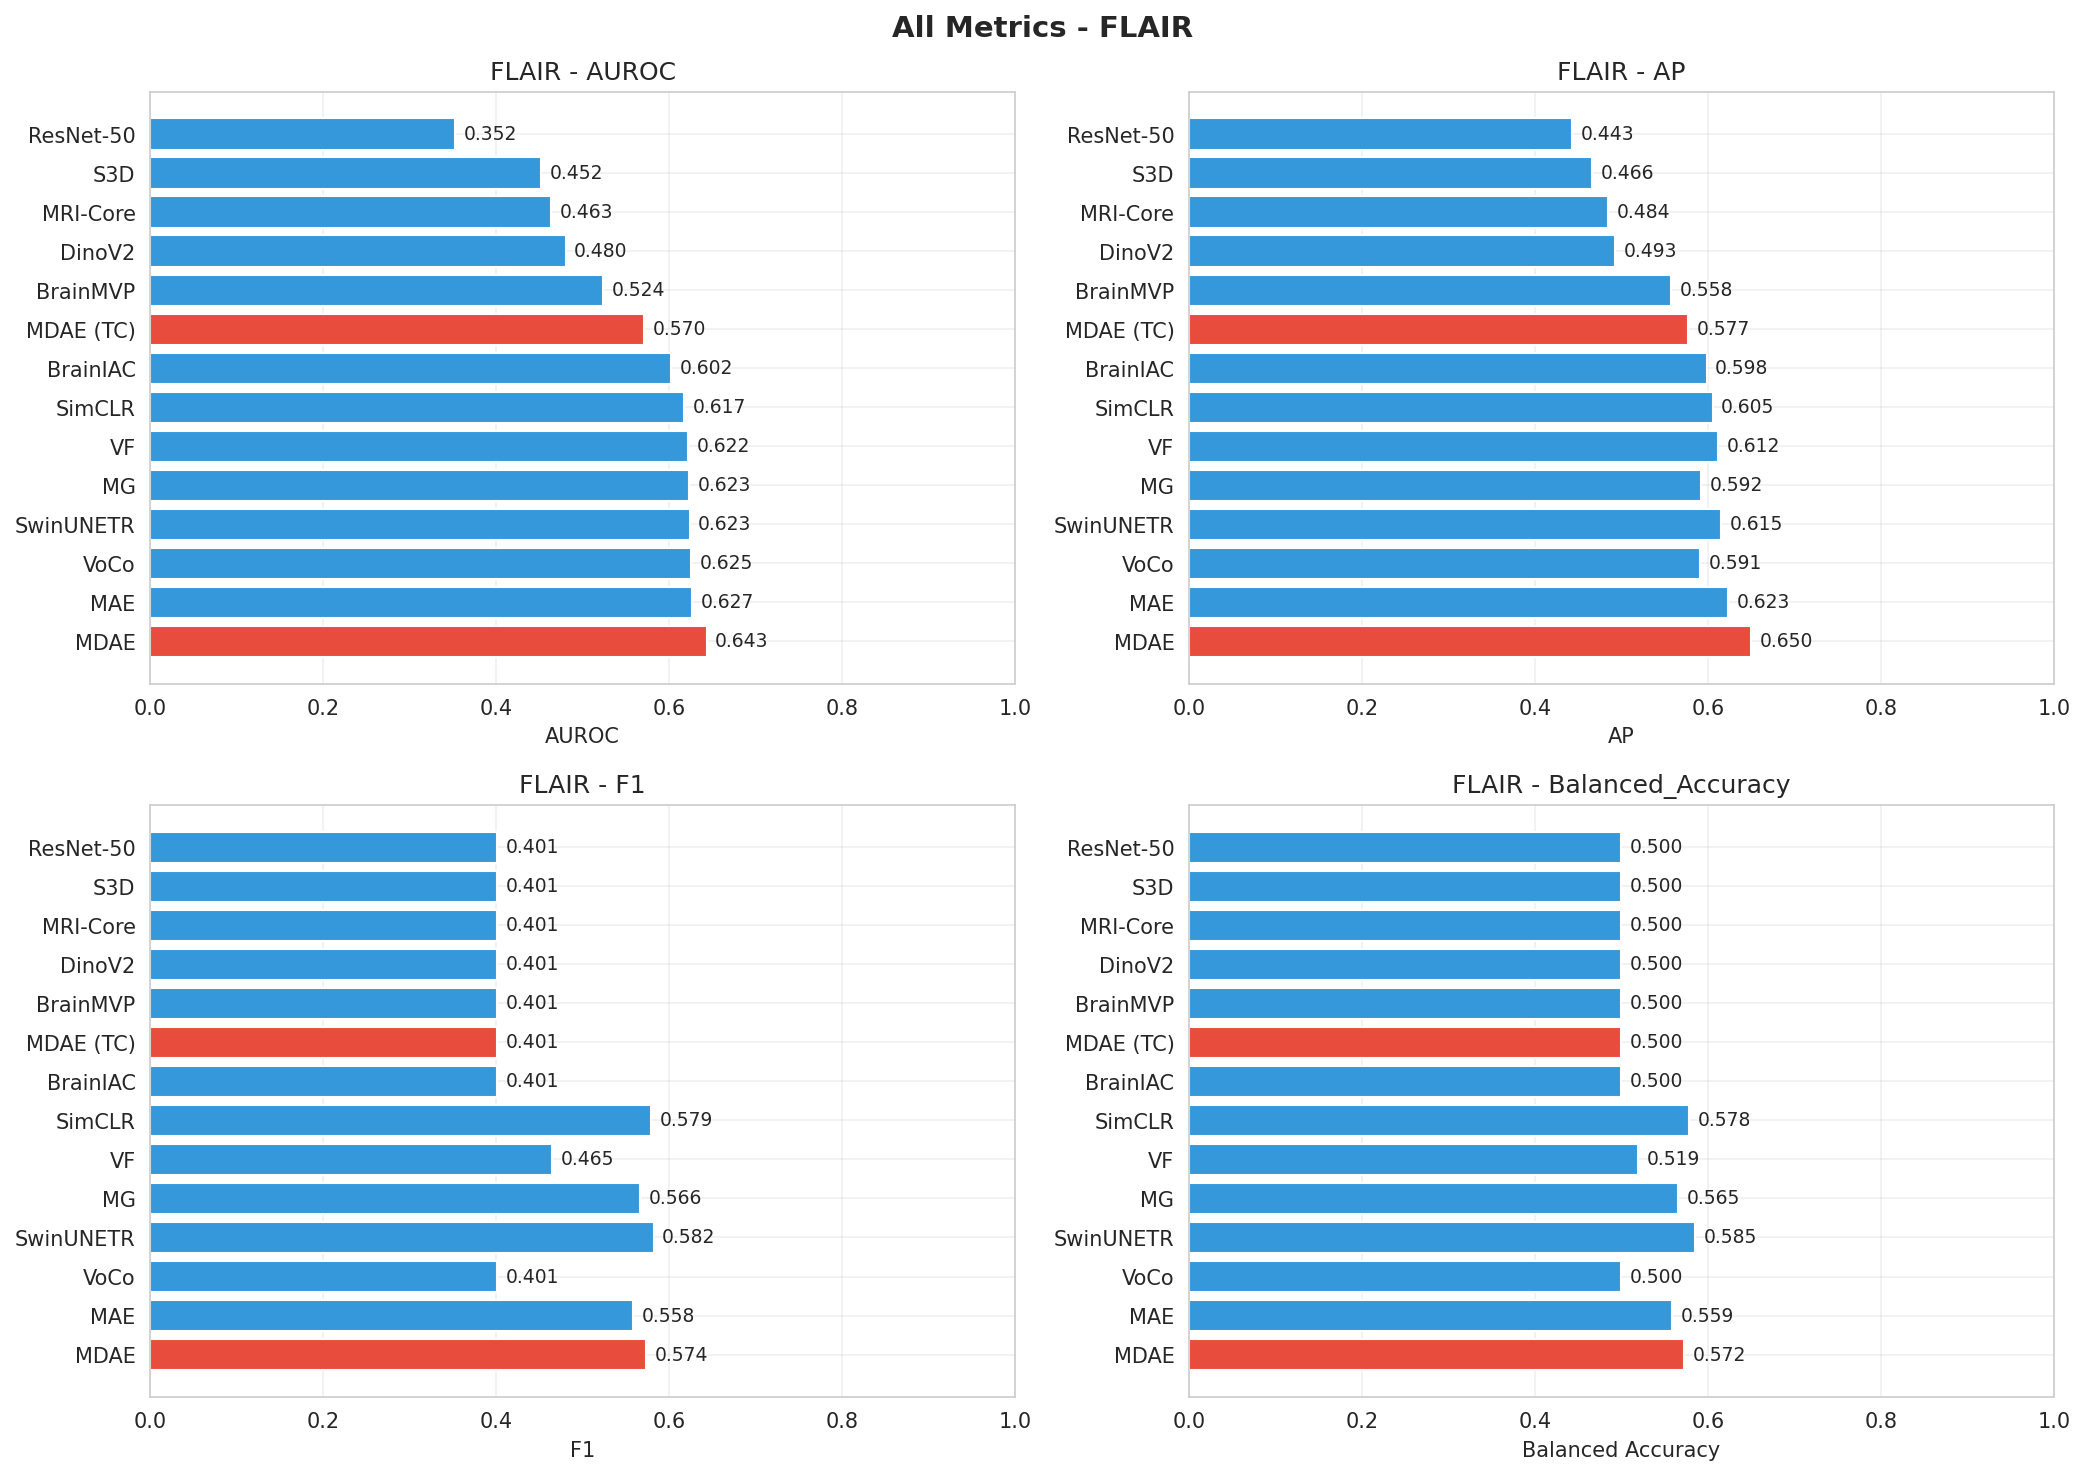 All Metrics - FLAIR
FLAIR - AUROC
ResNet-50 0.352
S3D 0.452
MRI-Core 0.463
DinoV2 0.480
BrainMVP 0.524
MDAE (TC) 0.570
BrainIAC 0.602
SimCLR 0.617
VF 0.622
MG 0.623
SwinUNETR 0.623
VoCo 0.625
MAE 0.627
MDAE 0.643
0.0 0.2 0.4 0.6 0.8 1.0
AUROC
FLAIR - AP
ResNet-50 0.443
S3D 0.466
MRI-Core 0.484
DinoV2 0.493
BrainMVP 0.558
MDAE (TC) 0.577
BrainIAC 0.598
SimCLR 0.605
VF 0.612
MG 0.592
SwinUNETR 0.615
VoCo 0.591
MAE 0.623
MDAE 0.650
0.0 0.2 0.4 0.6 0.8 1.0
AP
FLAIR - F1
ResNet-50 0.401
S3D 0.401
MRI-Core 0.401
DinoV2 0.401
BrainMVP 0.401
MDAE (TC) 0.401
BrainIAC 0.401
SimCLR 0.579
VF 0.465
MG 0.566
SwinUNETR 0.582
VoCo 0.401
MAE 0.558
MDAE 0.574
0.0 0.2 0.4 0.6 0.8 1.0
F1
FLAIR - Balanced_Accuracy
ResNet-50 0.500
S3D 0.500
MRI-Core 0.500
DinoV2 0.500
BrainMVP 0.500
MDAE (TC) 0.500
BrainIAC 0.500
SimCLR 0.578
VF 0.519
MG 0.565
SwinUNETR 0.585
VoCo 0.500
MAE 0.559
MDAE 0.572
0.0 0.2 0.4 0.6 0.8 1.0
Balanced Accuracy